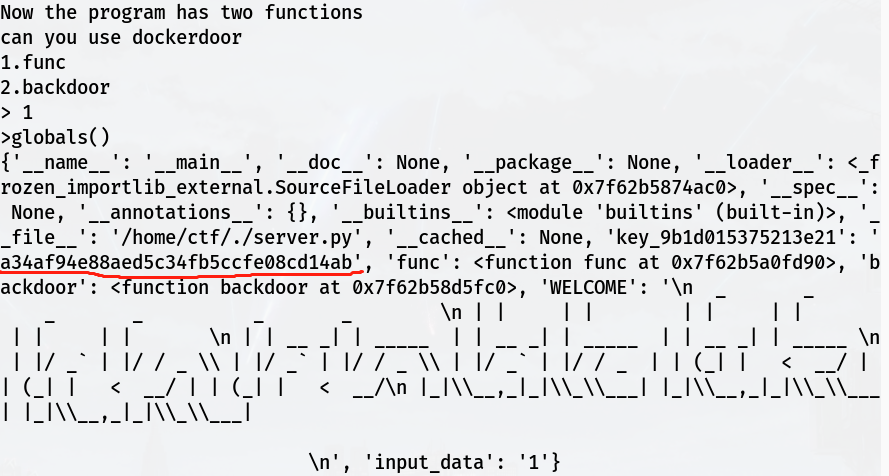 Now the program has two functions
can you use dockerdoor
1.func
2.backdoor
> 1
>globals()
{'__name__': '__main__', '__doc__': None, '__package__': None, '__loader__': <_f
rozen_importlib_external.SourceFileLoader object at 0x7f62b5874ac0>, '__spec__':
 None, '__annotations__': {}, '__builtins__': <module 'builtins' (built-in)>, '_
_file__': '/home/ctf/./server.py', '__cached__': None, 'key_9b1d015375213e21': '
a34af94e88aed5c34fb5ccfe08cd14ab', 'func': <function func at 0x7f62b5a0fd90>, 'b
ackdoor': <function backdoor at 0x7f62b58d5fc0>, 'WELCOME': '\n  _       _
    _       _          _       _        \n | |     | |       | |     | |
 | |     | |       \n | | __ _| | _____  | | __ _| | _____  | | __ _| | _____ \n
 | |/ _` | |/ / _ \\ | |/ _` | |/ / _ \\ | |/ _` | |/ / _  | | (_| |   <  __/ |
| (_| |   <  __/ | | (_| |   <  __/\n |_|\\__,_|_|\\_\\___| |_|\\__,_|_|\\_\\___
| |_|\\__,_|_|\\_\\___|
\n', 'input_data': '1'}